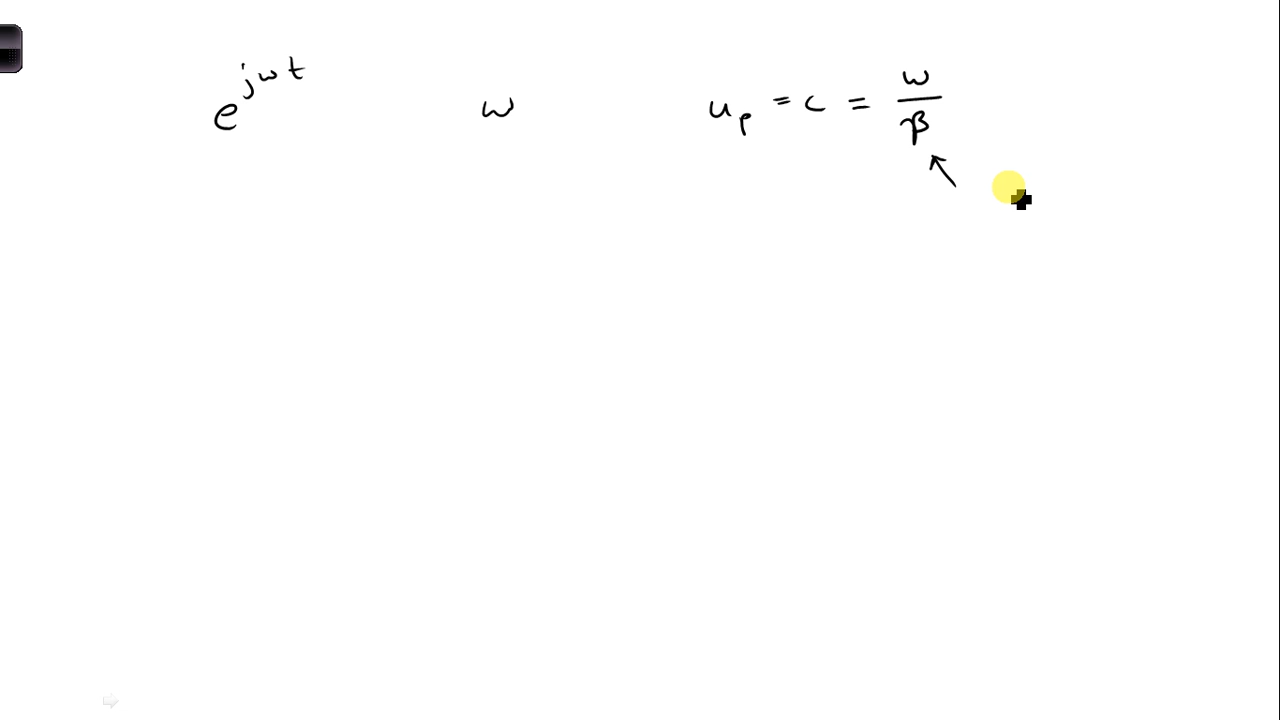 e^{jωt} ω u_p = c = ω/β